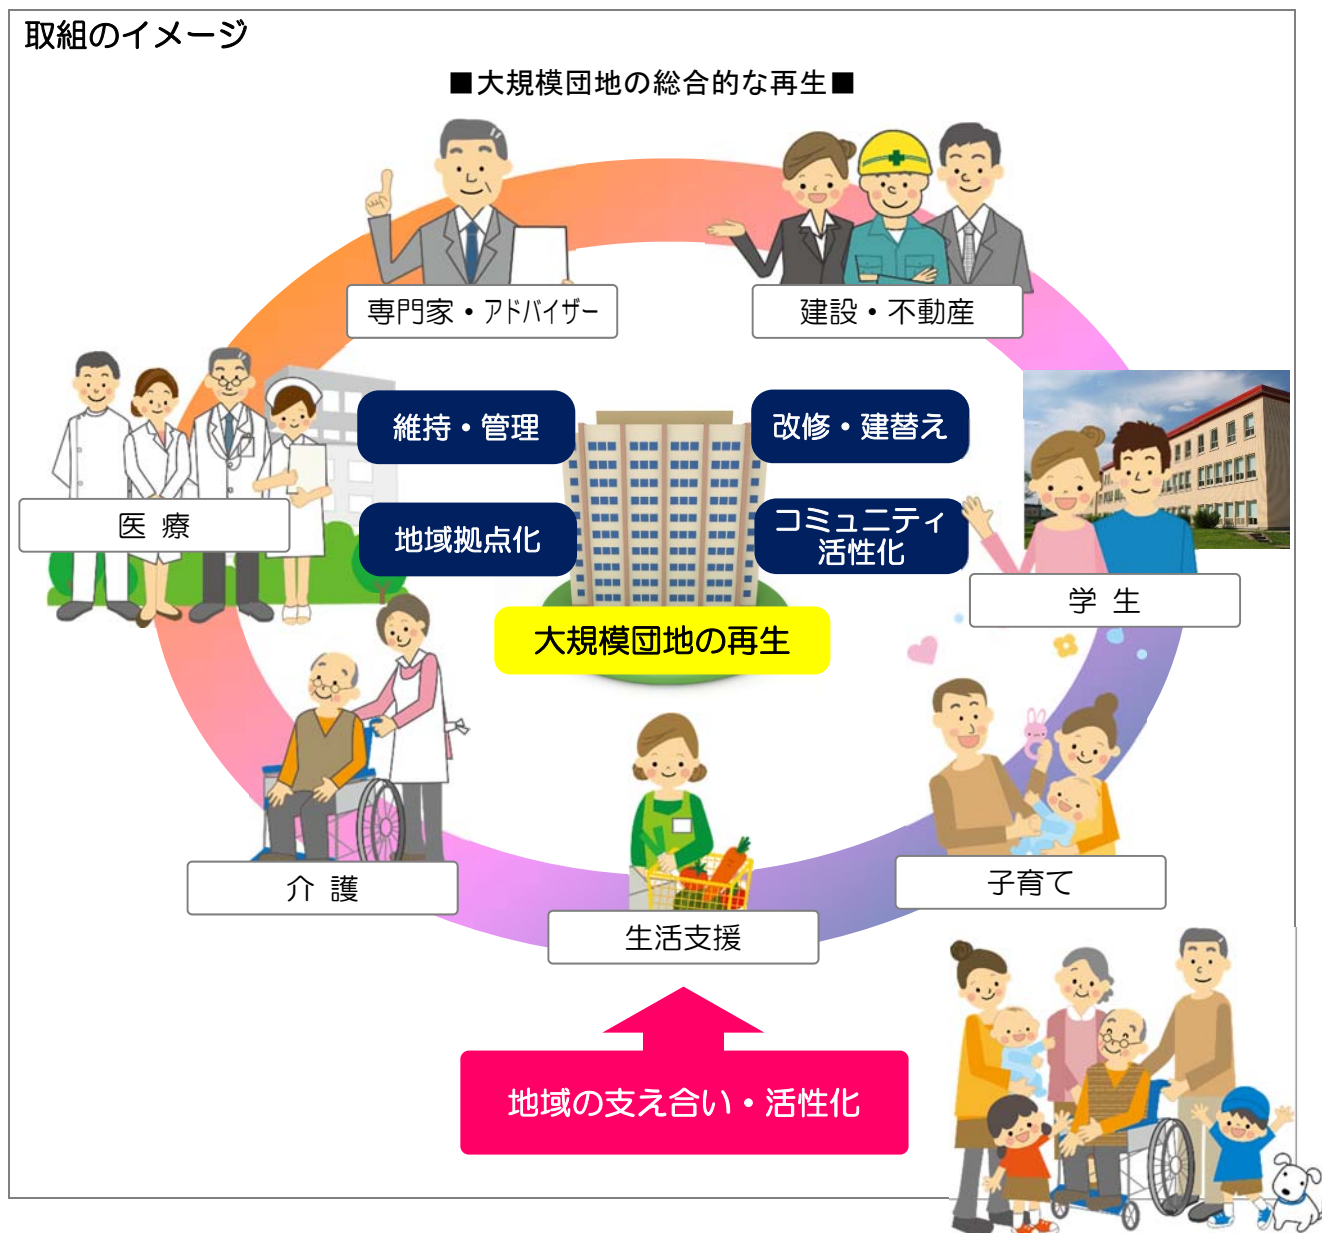 取組のイメージ
■大規模団地の総合的な再生■
専門家・アドバイザー
建設・不動産
維持・管理
改修・建替え
医 療
地域拠点化
コミュニティ
活性化
学 生
大規模団地の再生
介 護
子育て
生活支援
地域の支え合い・活性化